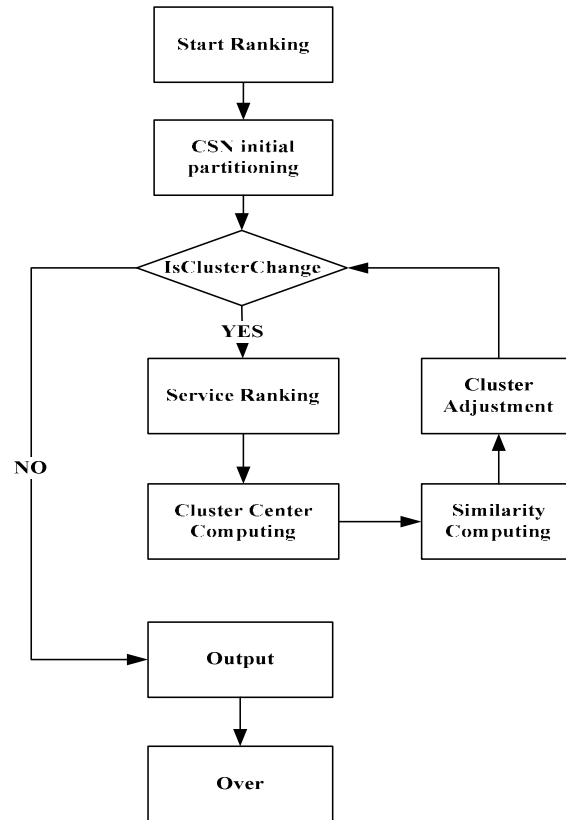 Start Ranking
CSN initial
partitioning
IsClusterChange
YES
Service Ranking
Cluster
Adjustment
NO
Cluster Center
Computing
Similarity
Computing
Output
Over